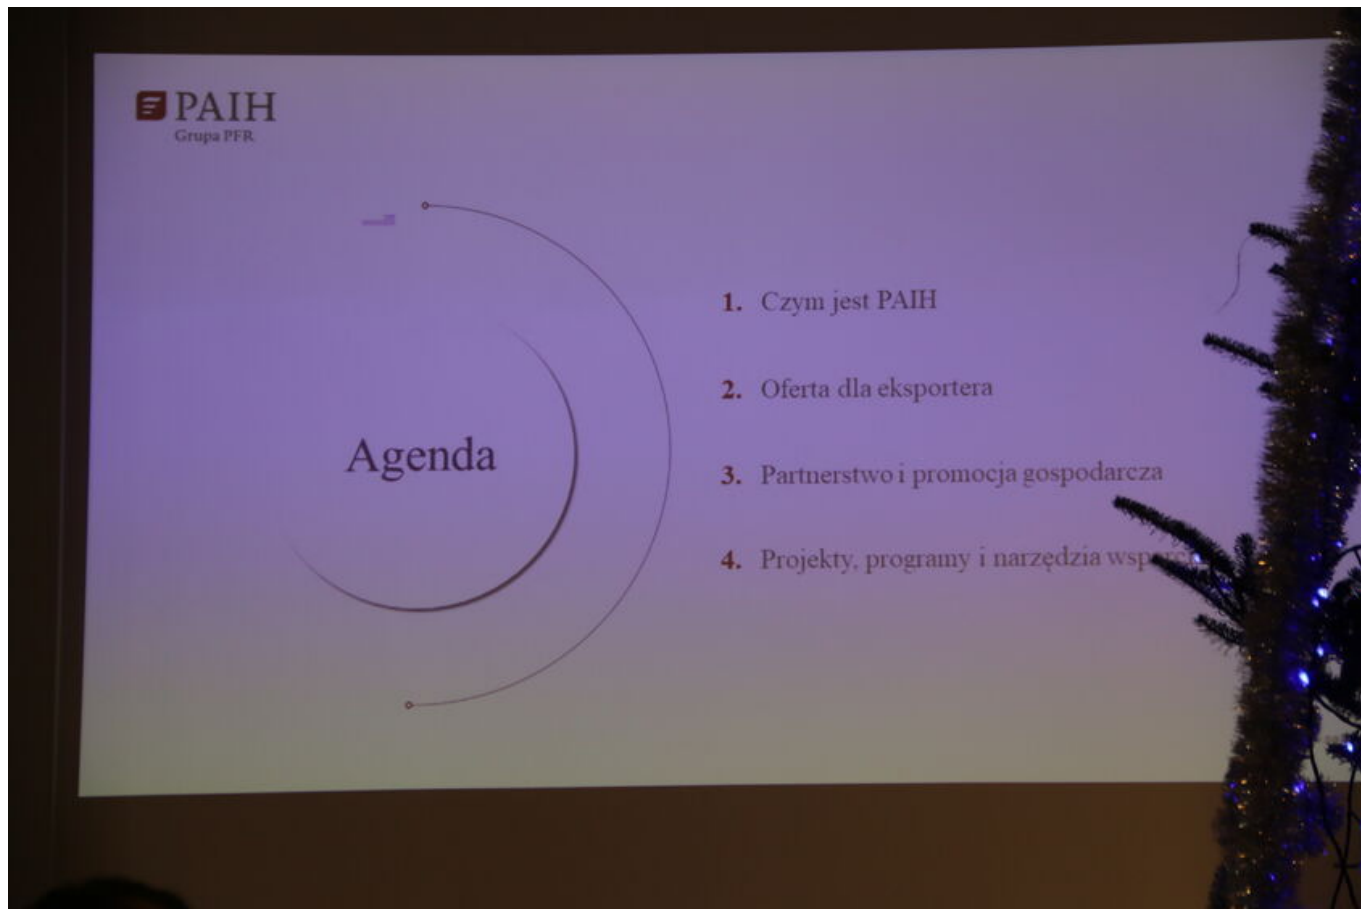 PAIH
Grupa PFR
Agenda
1. Czym jest PAIH
2. Oferta dla eksportera
3. Partnerstwo i promocja gospodarcza
4. Projekty, programy i narzędzia